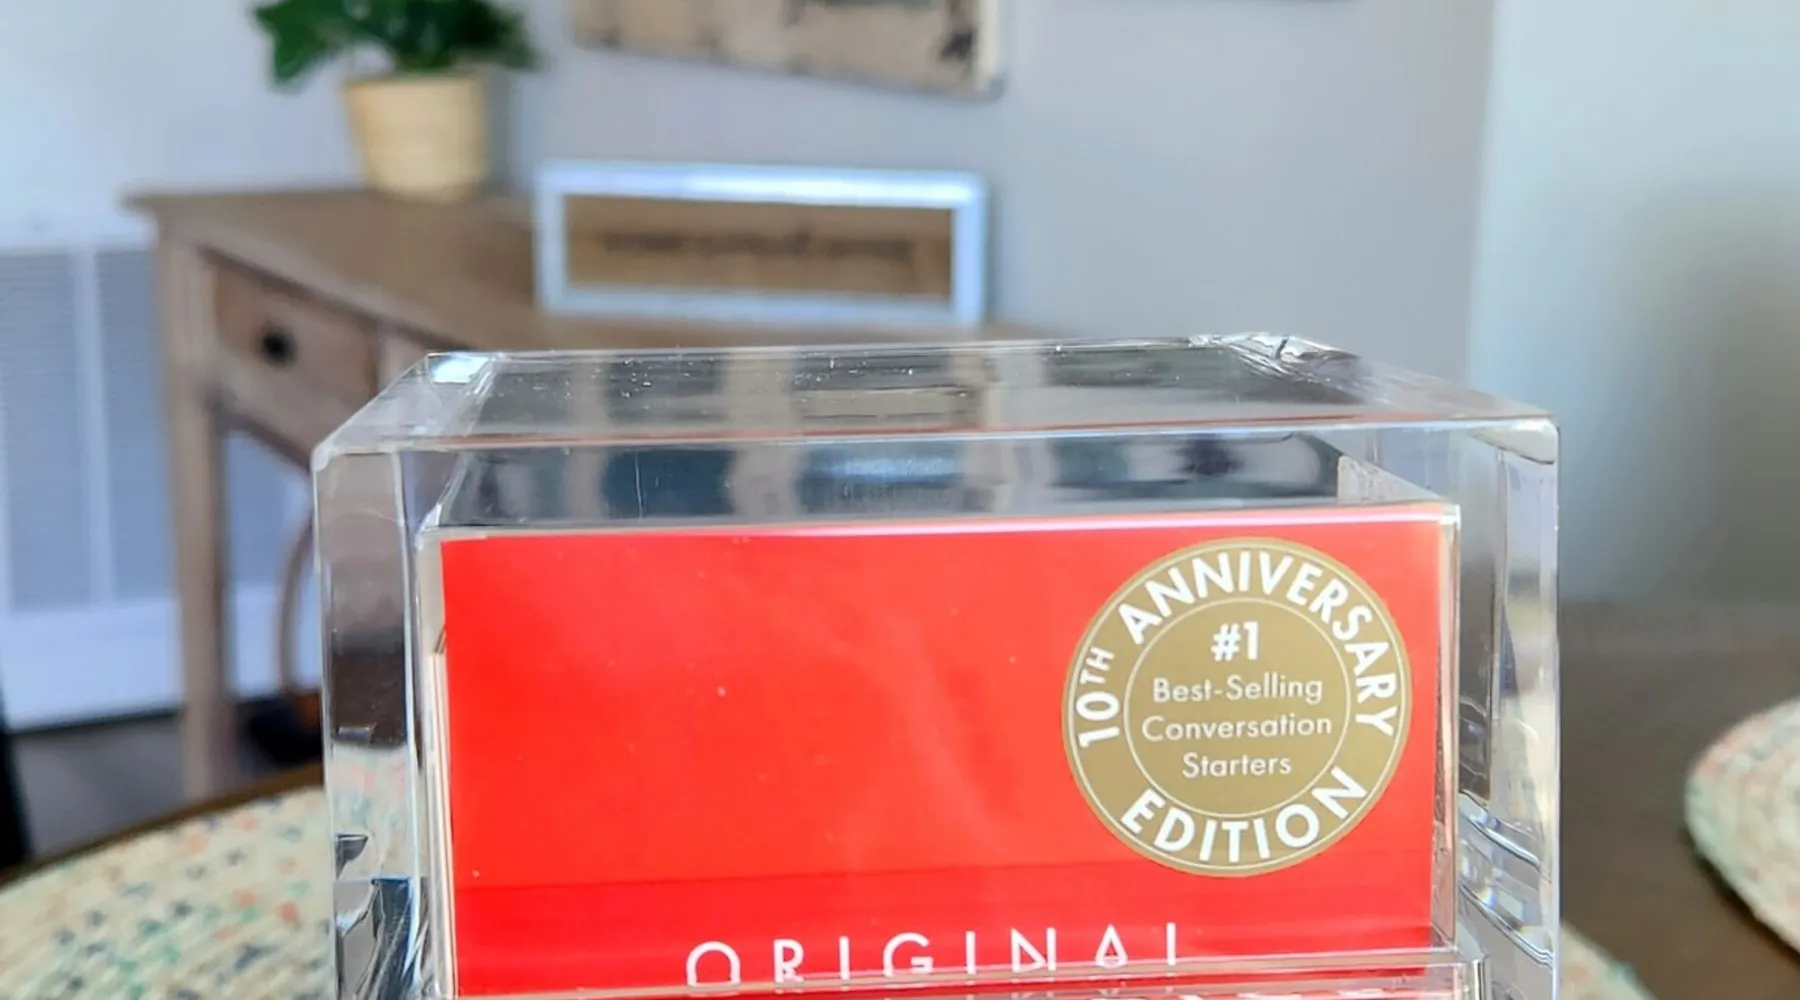 10TH ANNIVERSARY
#1
Best-Selling
Conversation
Starters
EDITION
ORIGINAL